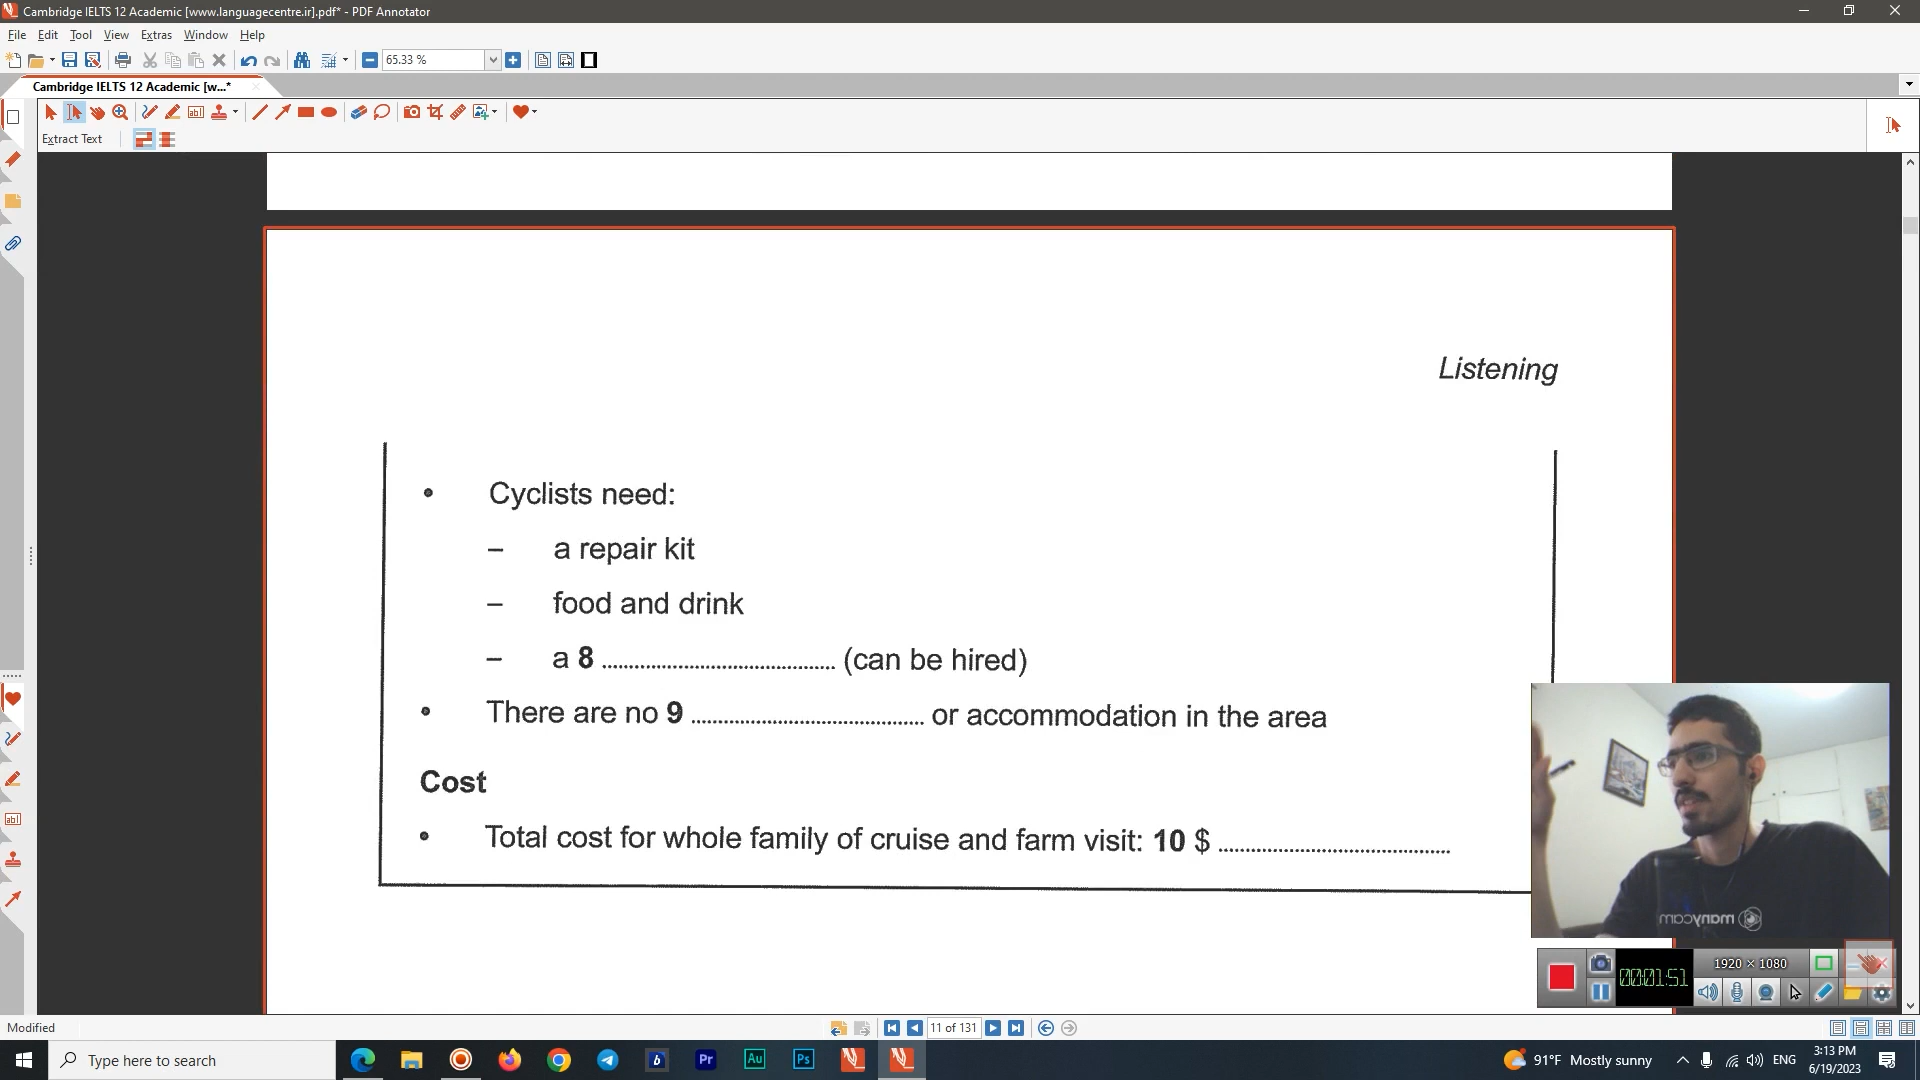 Cambridge IELTS 12 Academic [www.languagecentre.ir].pdf* - PDF Annotator
File Edit Tool View Extras Window Help
65.33 %
Cambridge IELTS 12 Academic [w...*
Extract Text
Listening
• Cyclists need:
– a repair kit
– food and drink
– a 8 .................................... (can be hired)
• There are no 9 .................................... or accommodation in the area
Cost
• Total cost for whole family of cruise and farm visit: 10 $ ....................................
manycam
00:01:51
1920 × 1080
Modified
11 of 131
Type here to search
b
Pr
Au
Ps
91°F Mostly sunny
ENG
3:13 PM
6/19/2023